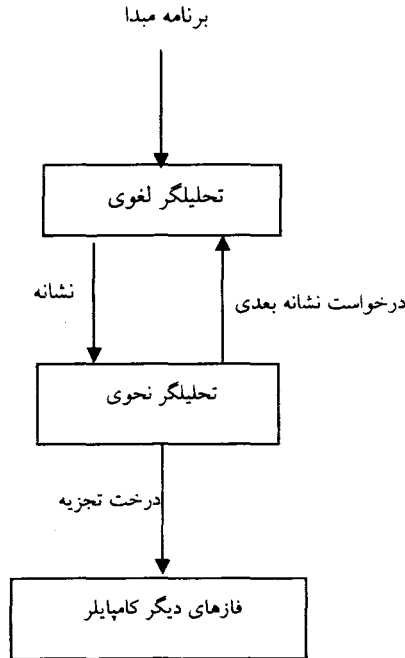 برنامه مبدا
تحلیلگر لغوی
نشانه
درخواست نشانه بعدی
تحلیلگر نحوی
درخت تجزیه
فازهای دیگر کامپایلر